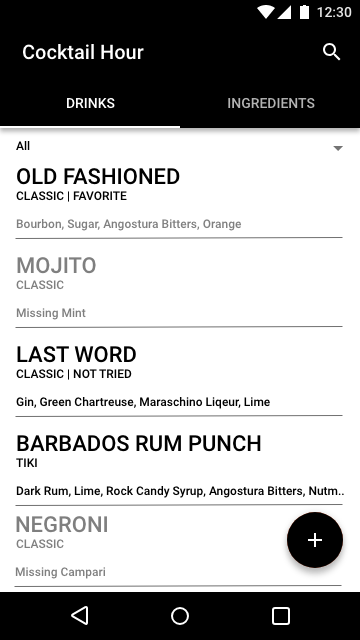 12:30
Cocktail Hour
DRINKS
INGREDIENTS
All
OLD FASHIONED
CLASSIC | FAVORITE
Bourbon, Sugar, Angostura Bitters, Orange
MOJITO
CLASSIC
Missing Mint
LAST WORD
CLASSIC | NOT TRIED
Gin, Green Chartreuse, Maraschino Liqeur, Lime
BARBADOS RUM PUNCH
TIKI
Dark Rum, Lime, Rock Candy Syrup, Angostura Bitters, Nutm..
NEGRONI
CLASSIC
Missing Campari